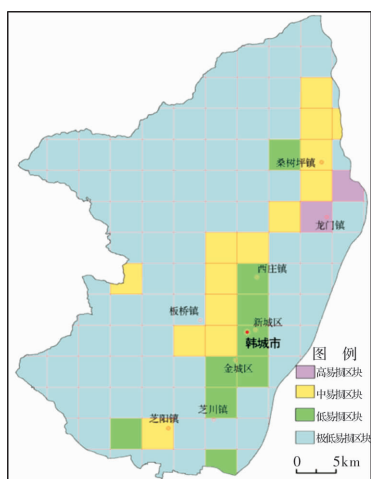 桑树坪镇
龙门镇
西庄镇
板桥镇
新城区
韩城市
金城区
芝川镇
芝阳镇
图 例
高易损区块
中易损区块
低易损区块
极低易损区块
0 5km